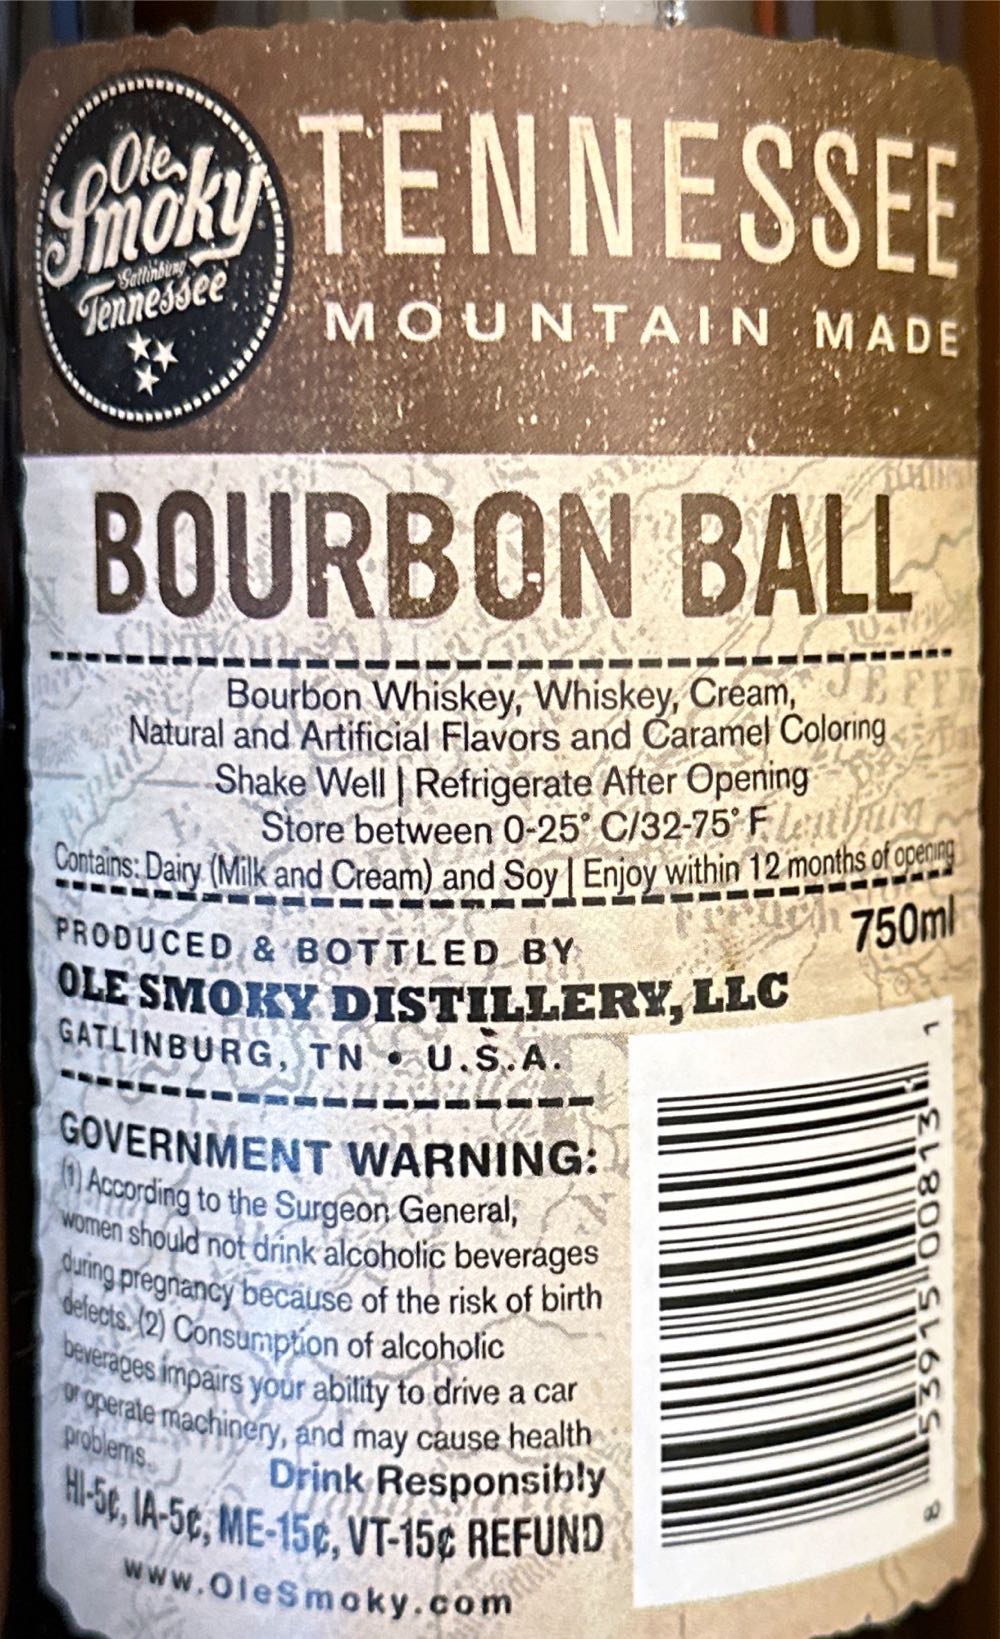 Ole
Smoky
Gatlinburg
Tennessee
TENNESSEE
MOUNTAIN MADE
BOURBON BALL
Bourbon Whiskey, Whiskey, Cream,
Natural and Artificial Flavors and Caramel Coloring
Shake Well | Refrigerate After Opening
Store between 0-25° C/32-75° F
Contains: Dairy (Milk and Cream) and Soy | Enjoy within 12 months of opening
750ml
PRODUCED & BOTTLED BY
OLE SMOKY DISTILLERY, LLC
GATLINBURG, TN • U.S.A.
GOVERNMENT WARNING:
(1) According to the Surgeon General,
women should not drink alcoholic beverages
during pregnancy because of the risk of birth
defects. (2) Consumption of alcoholic
beverages impairs your ability to drive a car
or operate machinery, and may cause health
problems.
Drink Responsibly
HI-5¢, IA-5¢, ME-15¢, VT-15¢ REFUND
www.OleSmoky.com
8 53915 00813 1